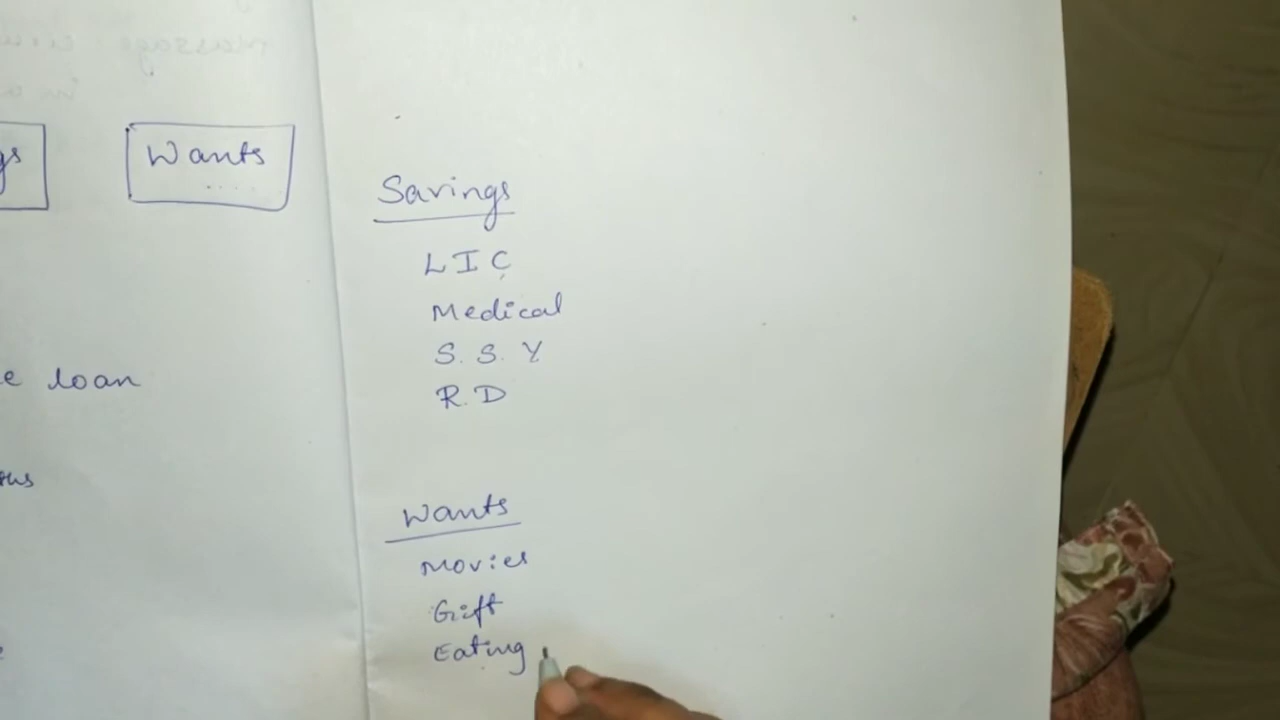 Wants
loan
Savings
LIC
Medical
S. S. Y
R.D
Wants
Movies
Gift
Eating